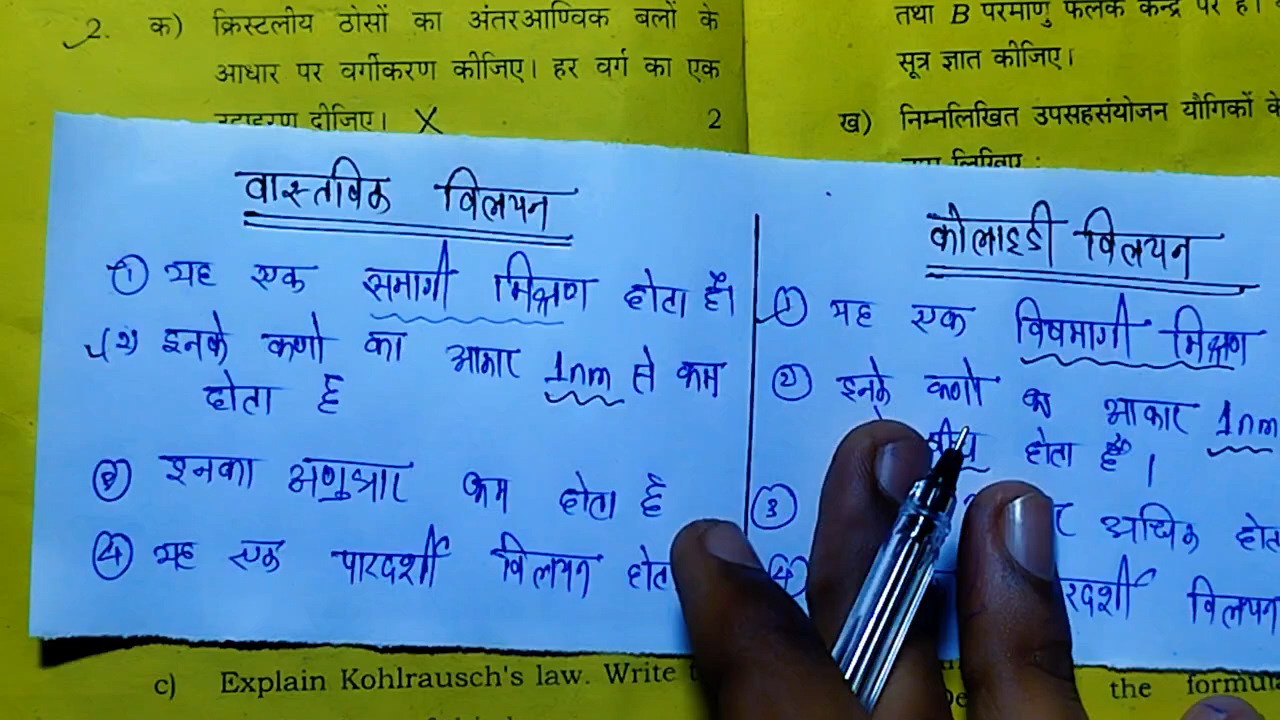 2. क) क्रिस्टलीय ठोसों का अंतरआण्विक बलों के
आधार पर वर्गीकरण कीजिए। हर वर्ग का एक
उदाहरण दीजिए। X 2
तथा B परमाणु फलक केन्द्र पर है।
सूत्र ज्ञात कीजिए।
ख) निम्नलिखित उपसहसंयोजन यौगिकों के
नाम लिखिए :
वास्तविक विलयन
① यह एक समागी मिश्रण होता है।
(2) इनके कणो का आकार 1nm से कम
होता है
③ इनका अणुभार कम होता है
④ यह एक पारदर्शी विलयन होता
कोलाइडी विलयन
① यह एक विषमागी मिश्रण
② इनके कणो का आकार 1nm
बीच होता है।
③ अधिक होता
④ विलयन
c) Explain Kohlrausch's law. Write
the formula